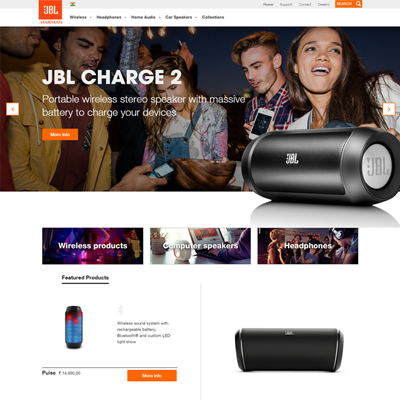 JBL
HARMAN
Home Support Contact Dealers SEARCH
Wireless Headphones Home Audio Car Speakers Collections
JBL CHARGE 2
Portable wireless stereo speaker with massive
battery to charge your devices
More info
JBL
Wireless products Computer speakers Headphones
Featured Products
Wireless sound system with
rechargeable battery,
Bluetooth® and custom LED
light show
JBL
Pulse ₹ 14,990,00
More info